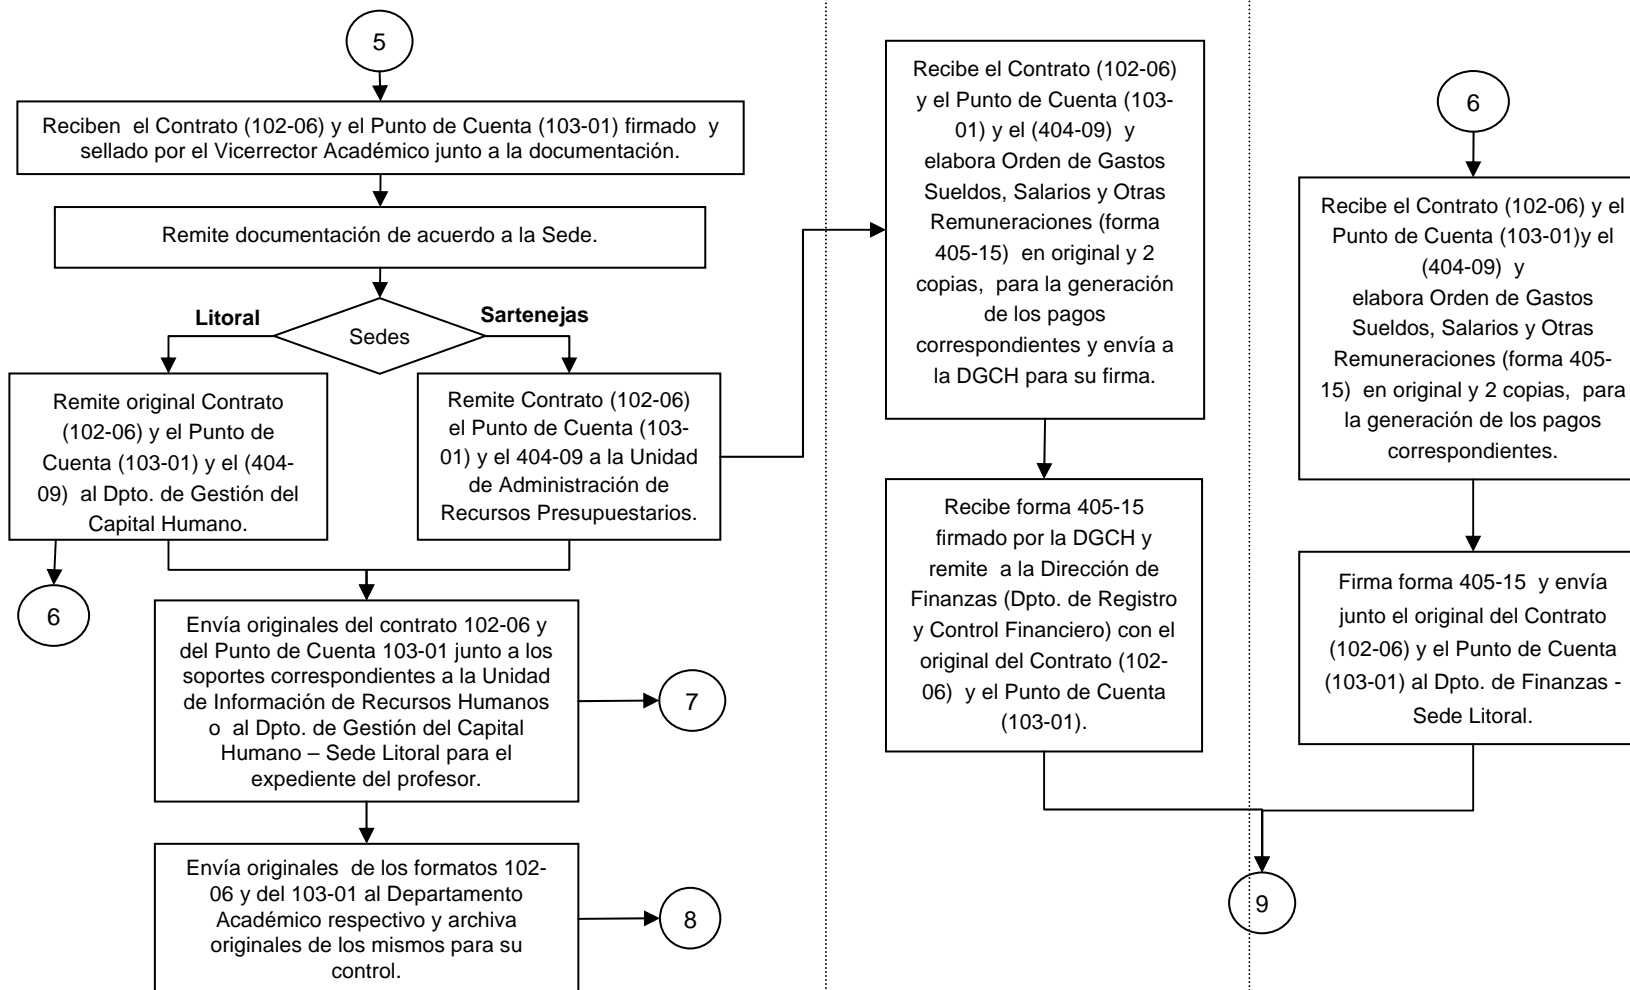 5
Reciben el Contrato (102-06) y el Punto de Cuenta (103-01) firmado y
sellado por el Vicerrector Académico junto a la documentación.
Remite documentación de acuerdo a la Sede.
Litoral
Sartenejas
Sedes
Remite original Contrato
(102-06) y el Punto de
Cuenta (103-01) y el (404-
09) al Dpto. de Gestión del
Capital Humano.
Remite Contrato (102-06)
el Punto de Cuenta (103-
01) y el 404-09 a la Unidad
de Administración de
Recursos Presupuestarios.
6
Envía originales del contrato 102-06 y
del Punto de Cuenta 103-01 junto a los
soportes correspondientes a la Unidad
de Información de Recursos Humanos
o al Dpto. de Gestión del Capital
Humano – Sede Litoral para el
expediente del profesor.
7
Envía originales de los formatos 102-
06 y del 103-01 al Departamento
Académico respectivo y archiva
originales de los mismos para su
control.
8
Recibe el Contrato (102-06)
y el Punto de Cuenta (103-
01) y el (404-09) y
elabora Orden de Gastos
Sueldos, Salarios y Otras
Remuneraciones (forma
405-15) en original y 2
copias, para la generación
de los pagos
correspondientes y envía a
la DGCH para su firma.
Recibe forma 405-15
firmado por la DGCH y
remite a la Dirección de
Finanzas (Dpto. de Registro
y Control Financiero) con el
original del Contrato (102-
06) y el Punto de Cuenta
(103-01).
6
Recibe el Contrato (102-06) y el
Punto de Cuenta (103-01)y el
(404-09) y
elabora Orden de Gastos
Sueldos, Salarios y Otras
Remuneraciones (forma 405-
15) en original y 2 copias, para
la generación de los pagos
correspondientes.
Firma forma 405-15 y envía
junto el original del Contrato
(102-06) y el Punto de Cuenta
(103-01) al Dpto. de Finanzas -
Sede Litoral.
9